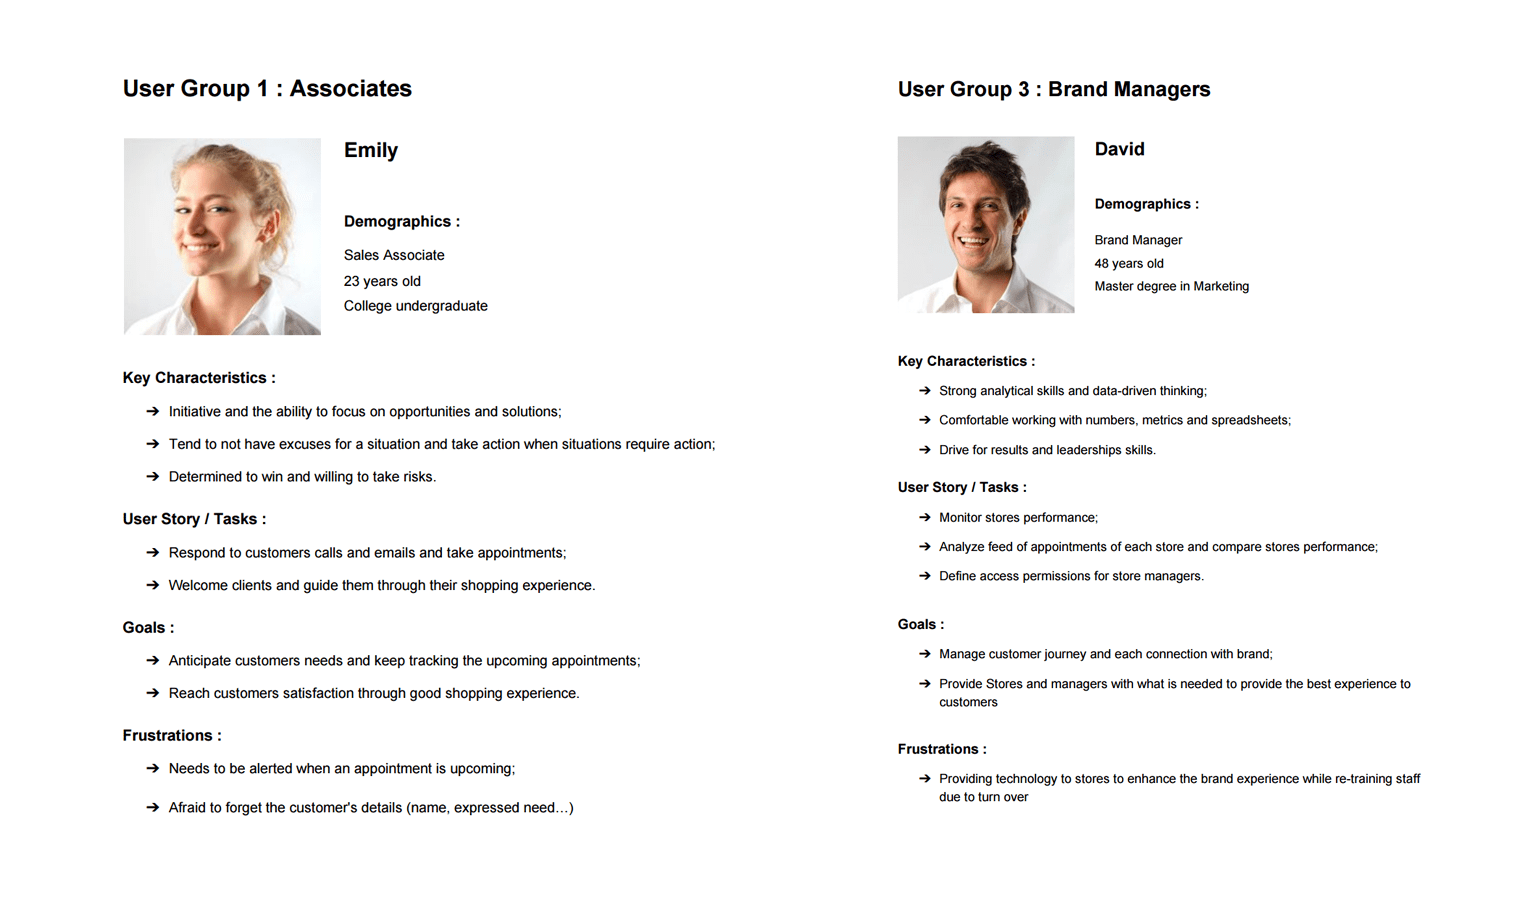 User Group 1 : Associates
Emily
Demographics :
Sales Associate
23 years old
College undergraduate
Key Characteristics :
➔ Initiative and the ability to focus on opportunities and solutions;
➔ Tend to not have excuses for a situation and take action when situations require action;
➔ Determined to win and willing to take risks.
User Story / Tasks :
➔ Respond to customers calls and emails and take appointments;
➔ Welcome clients and guide them through their shopping experience.
Goals :
➔ Anticipate customers needs and keep tracking the upcoming appointments;
➔ Reach customers satisfaction through good shopping experience.
Frustrations :
➔ Needs to be alerted when an appointment is upcoming;
➔ Afraid to forget the customer's details (name, expressed need…)
User Group 3 : Brand Managers
David
Demographics :
Brand Manager
48 years old
Master degree in Marketing
Key Characteristics :
➔ Strong analytical skills and data-driven thinking;
➔ Comfortable working with numbers, metrics and spreadsheets;
➔ Drive for results and leaderships skills.
User Story / Tasks :
➔ Monitor stores performance;
➔ Analyze feed of appointments of each store and compare stores performance;
➔ Define access permissions for store managers.
Goals :
➔ Manage customer journey and each connection with brand;
➔ Provide Stores and managers with what is needed to provide the best experience to
customers
Frustrations :
➔ Providing technology to stores to enhance the brand experience while re-training staff
due to turn over